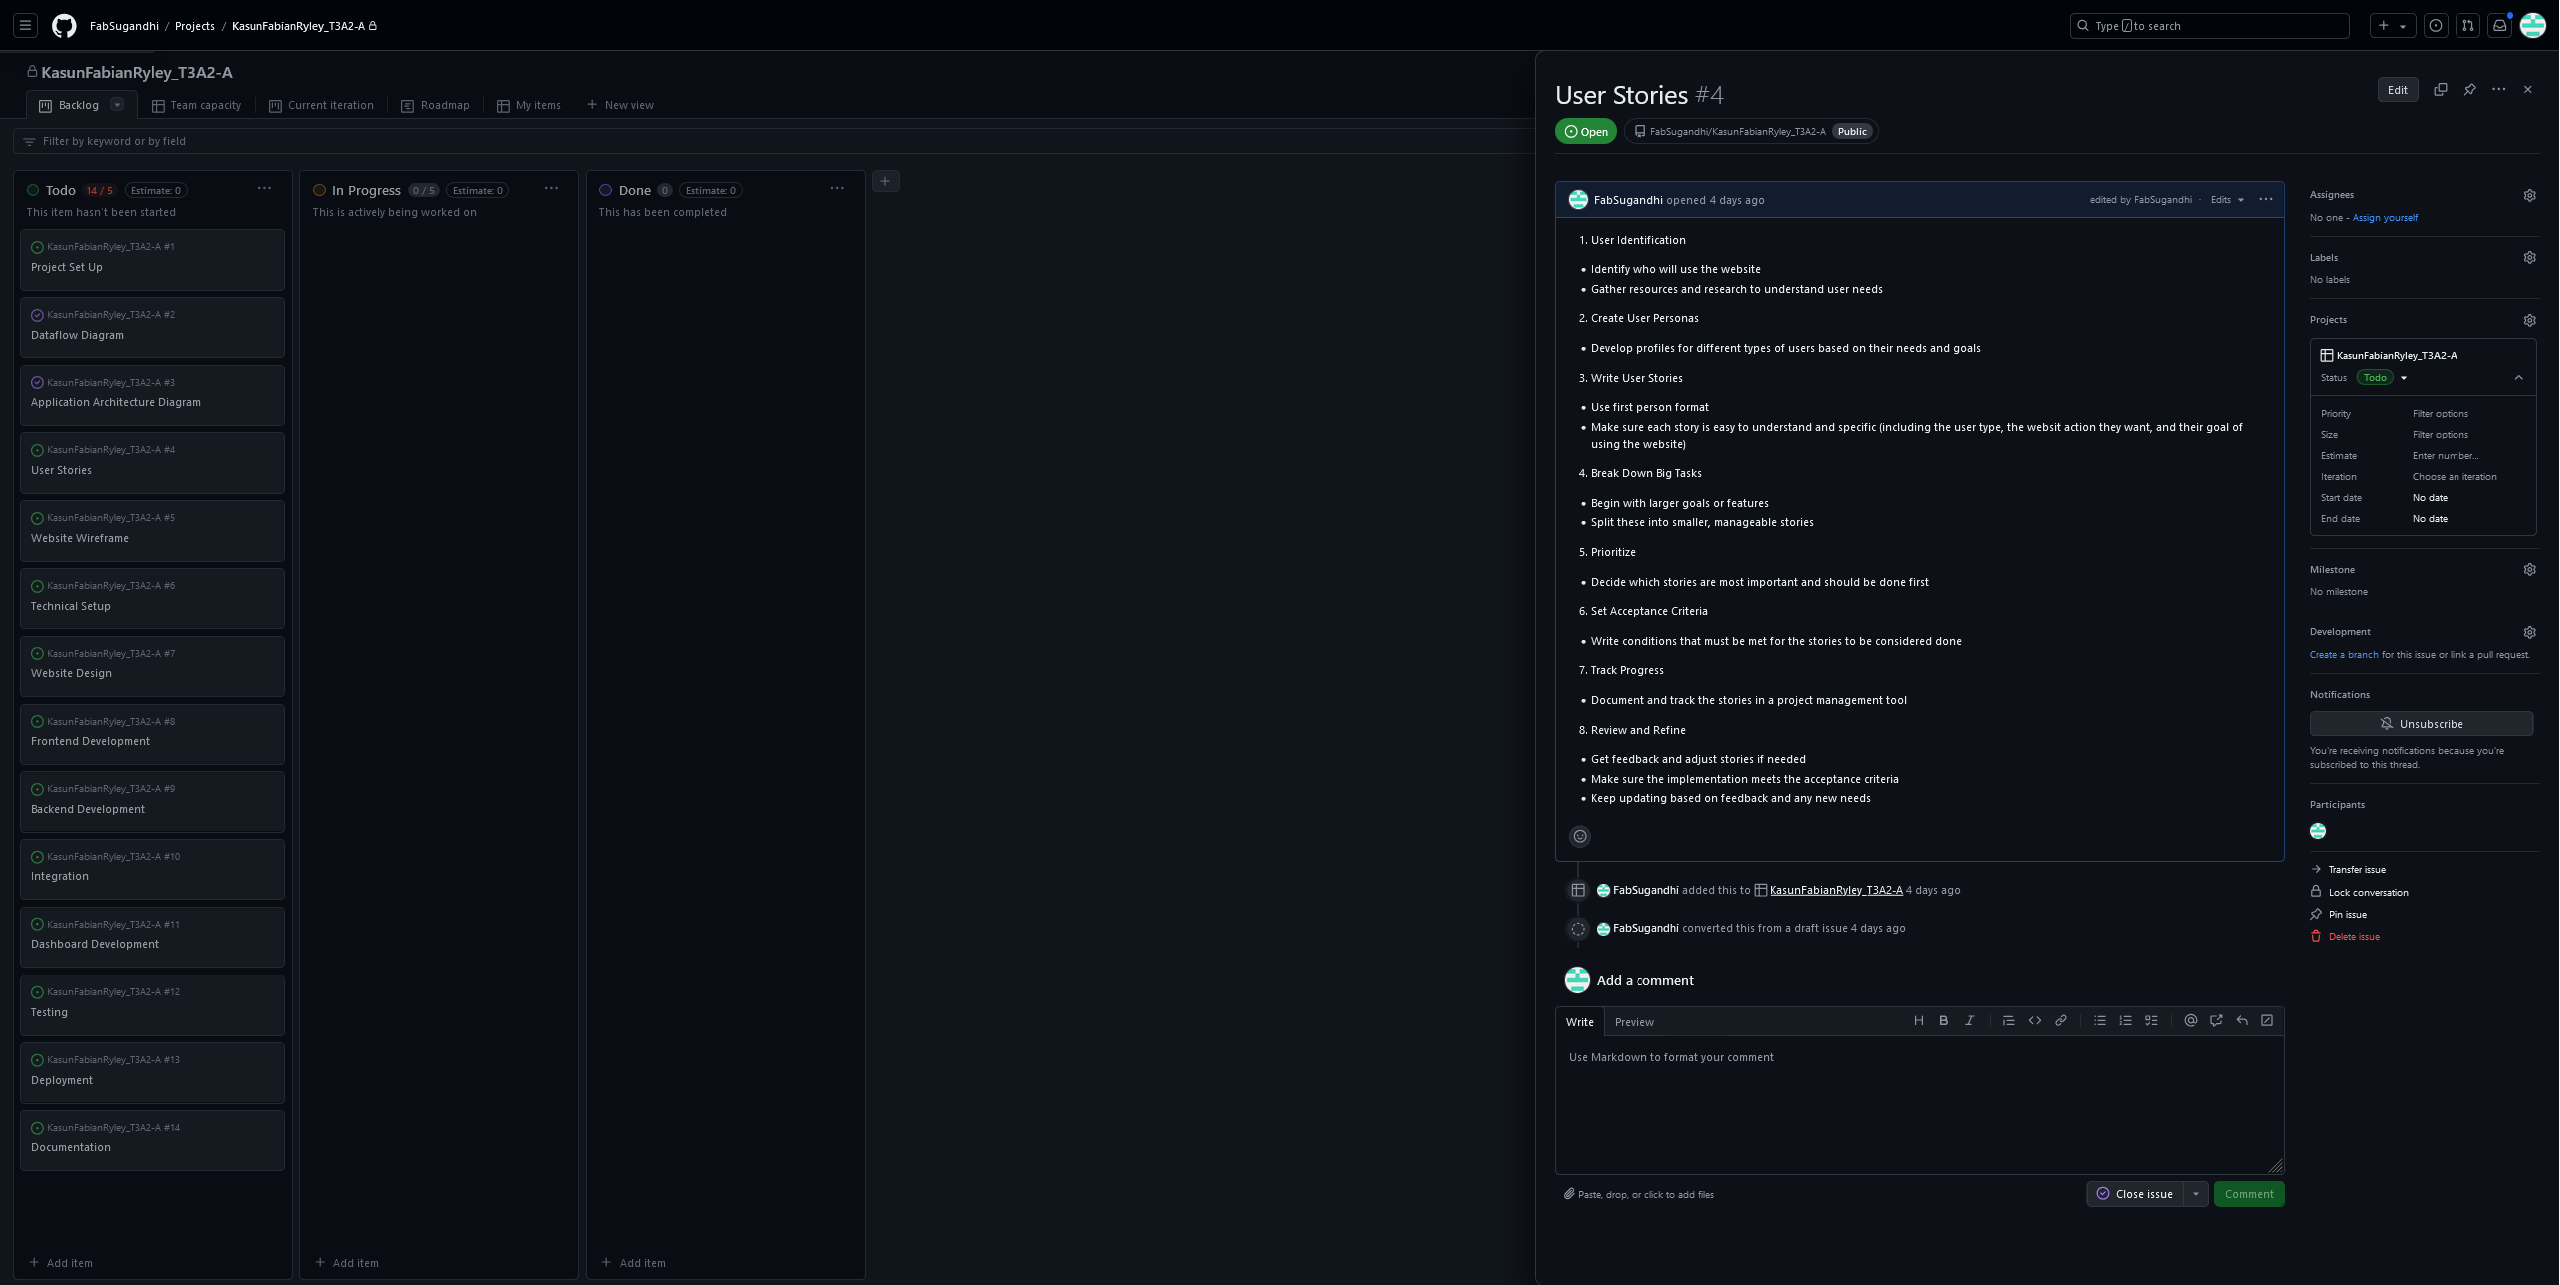 FabSugandhi / Projects / KasunFabianRyley_T3A2-A
Type / to search
KasunFabianRyley_T3A2-A
Backlog
Team capacity
Current iteration
Roadmap
My items
New view
Filter by keyword or by field
Todo 14 / 5 Estimate: 0
This item hasn't been started
KasunFabianRyley_T3A2-A #1
Project Set Up
KasunFabianRyley_T3A2-A #2
Dataflow Diagram
KasunFabianRyley_T3A2-A #3
Application Architecture Diagram
KasunFabianRyley_T3A2-A #4
User Stories
KasunFabianRyley_T3A2-A #5
Website Wireframe
KasunFabianRyley_T3A2-A #6
Technical Setup
KasunFabianRyley_T3A2-A #7
Website Design
KasunFabianRyley_T3A2-A #8
Frontend Development
KasunFabianRyley_T3A2-A #9
Backend Development
KasunFabianRyley_T3A2-A #10
Integration
KasunFabianRyley_T3A2-A #11
Dashboard Development
KasunFabianRyley_T3A2-A #12
Testing
KasunFabianRyley_T3A2-A #13
Deployment
KasunFabianRyley_T3A2-A #14
Documentation
Add item
In Progress 0 / 5 Estimate: 0
This is actively being worked on
Add item
Done 0 Estimate: 0
This has been completed
Add item
User Stories #4
Edit
Open
FabSugandhi/KasunFabianRyley_T3A2-A Public
FabSugandhi opened 4 days ago
edited by FabSugandhi · Edits
1. User Identification
• Identify who will use the website
• Gather resources and research to understand user needs
2. Create User Personas
• Develop profiles for different types of users based on their needs and goals
3. Write User Stories
• Use first person format
• Make sure each story is easy to understand and specific (including the user type, the websit action they want, and their goal of
using the website)
4. Break Down Big Tasks
• Begin with larger goals or features
• Split these into smaller, manageable stories
5. Prioritize
• Decide which stories are most important and should be done first
6. Set Acceptance Criteria
• Write conditions that must be met for the stories to be considered done
7. Track Progress
• Document and track the stories in a project management tool
8. Review and Refine
• Get feedback and adjust stories if needed
• Make sure the implementation meets the acceptance criteria
• Keep updating based on feedback and any new needs
FabSugandhi added this to KasunFabianRyley_T3A2-A 4 days ago
FabSugandhi converted this from a draft issue 4 days ago
Add a comment
Write
Preview
Use Markdown to format your comment
Paste, drop, or click to add files
Close issue
Comment
Assignees
No one - Assign yourself
Labels
No labels
Projects
KasunFabianRyley_T3A2-A
Status Todo
Priority Filter options
Size Filter options
Estimate Enter number...
Iteration Choose an iteration
Start date No date
End date No date
Milestone
No milestone
Development
Create a branch for this issue or link a pull request.
Notifications
Unsubscribe
You're receiving notifications because you're
subscribed to this thread.
Participants
Transfer issue
Lock conversation
Pin issue
Delete issue